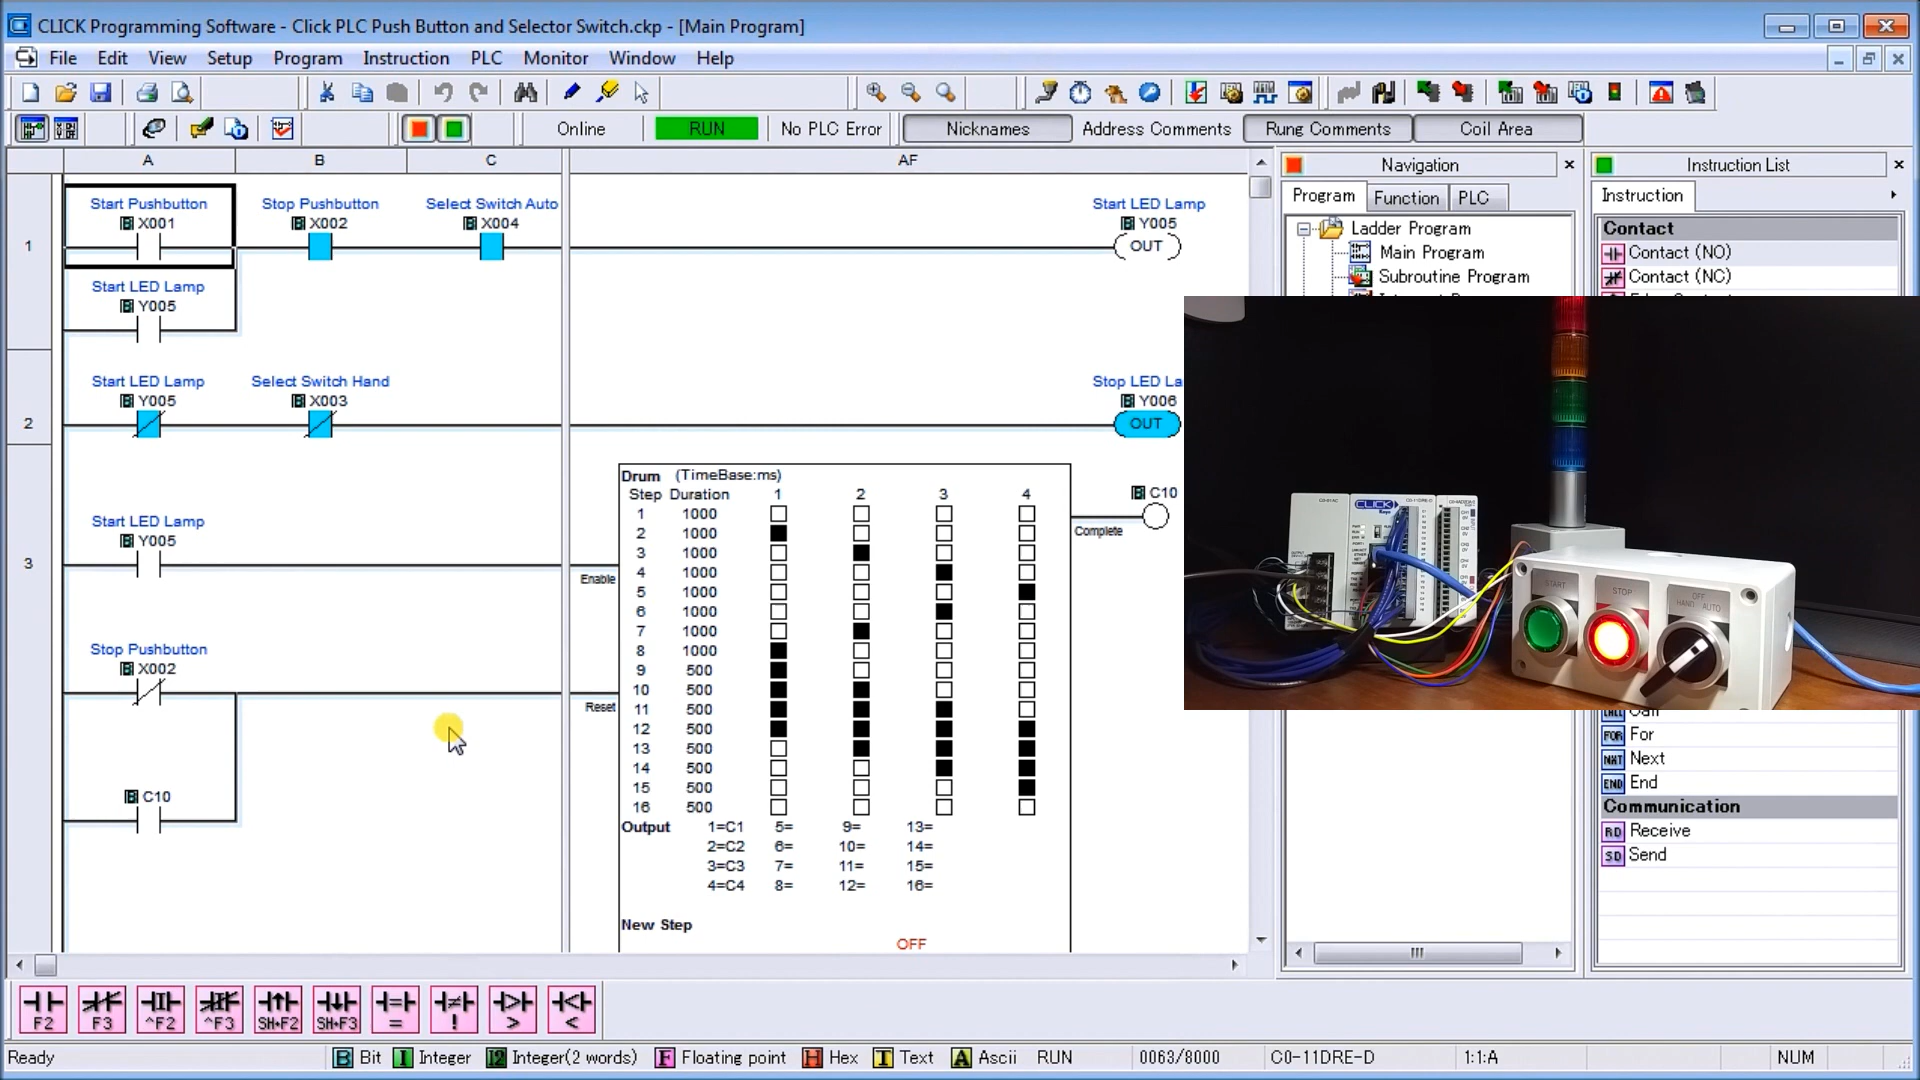 CLICK Programming Software - Click PLC Push Button and Selector Switch.ckp - [Main Program]
File Edit View Setup Program Instruction PLC Monitor Window Help
Online RUN No PLC Error Nicknames Address Comments Rung Comments Coil Area
A B C AF
Navigation
Instruction List
Program Function PLC
Instruction
Ladder Program
Main Program
Subroutine Program
Contact
Contact (NO)
Contact (NC)
1
Start Pushbutton Stop Pushbutton Select Switch Auto Start LED Lamp
X001 X002 X004 Y005
OUT
Start LED Lamp
Y005
2
Start LED Lamp Select Switch Hand Stop LED La
Y005 X003 Y006
OUT
3
Start LED Lamp
Y005
Enable
Stop Pushbutton
X002
Reset
C10
Drum (TimeBase:ms)
Step Duration 1 2 3 4
1 1000
2 1000
3 1000
4 1000
5 1000
6 1000
7 1000
8 1000
9 500
10 500
11 500
12 500
13 500
14 500
15 500
16 500
Output 1=C1 5= 9= 13=
2=C2 6= 10= 14=
3=C3 7= 11= 15=
4=C4 8= 12= 16=
New Step
OFF
C10
Complete
CLICK
START
STOP
OFF
HAND AUTO
FOR For
NXT Next
END End
Communication
RD Receive
SD Send
F2 F3 ^F2 ^F3 SH+F2 SH+F3 = ! > <
Ready B Bit I Integer I2 Integer(2 words) F Floating point H Hex T Text A Ascii RUN 0063/8000 C0-11DRE-D 1:1:A NUM